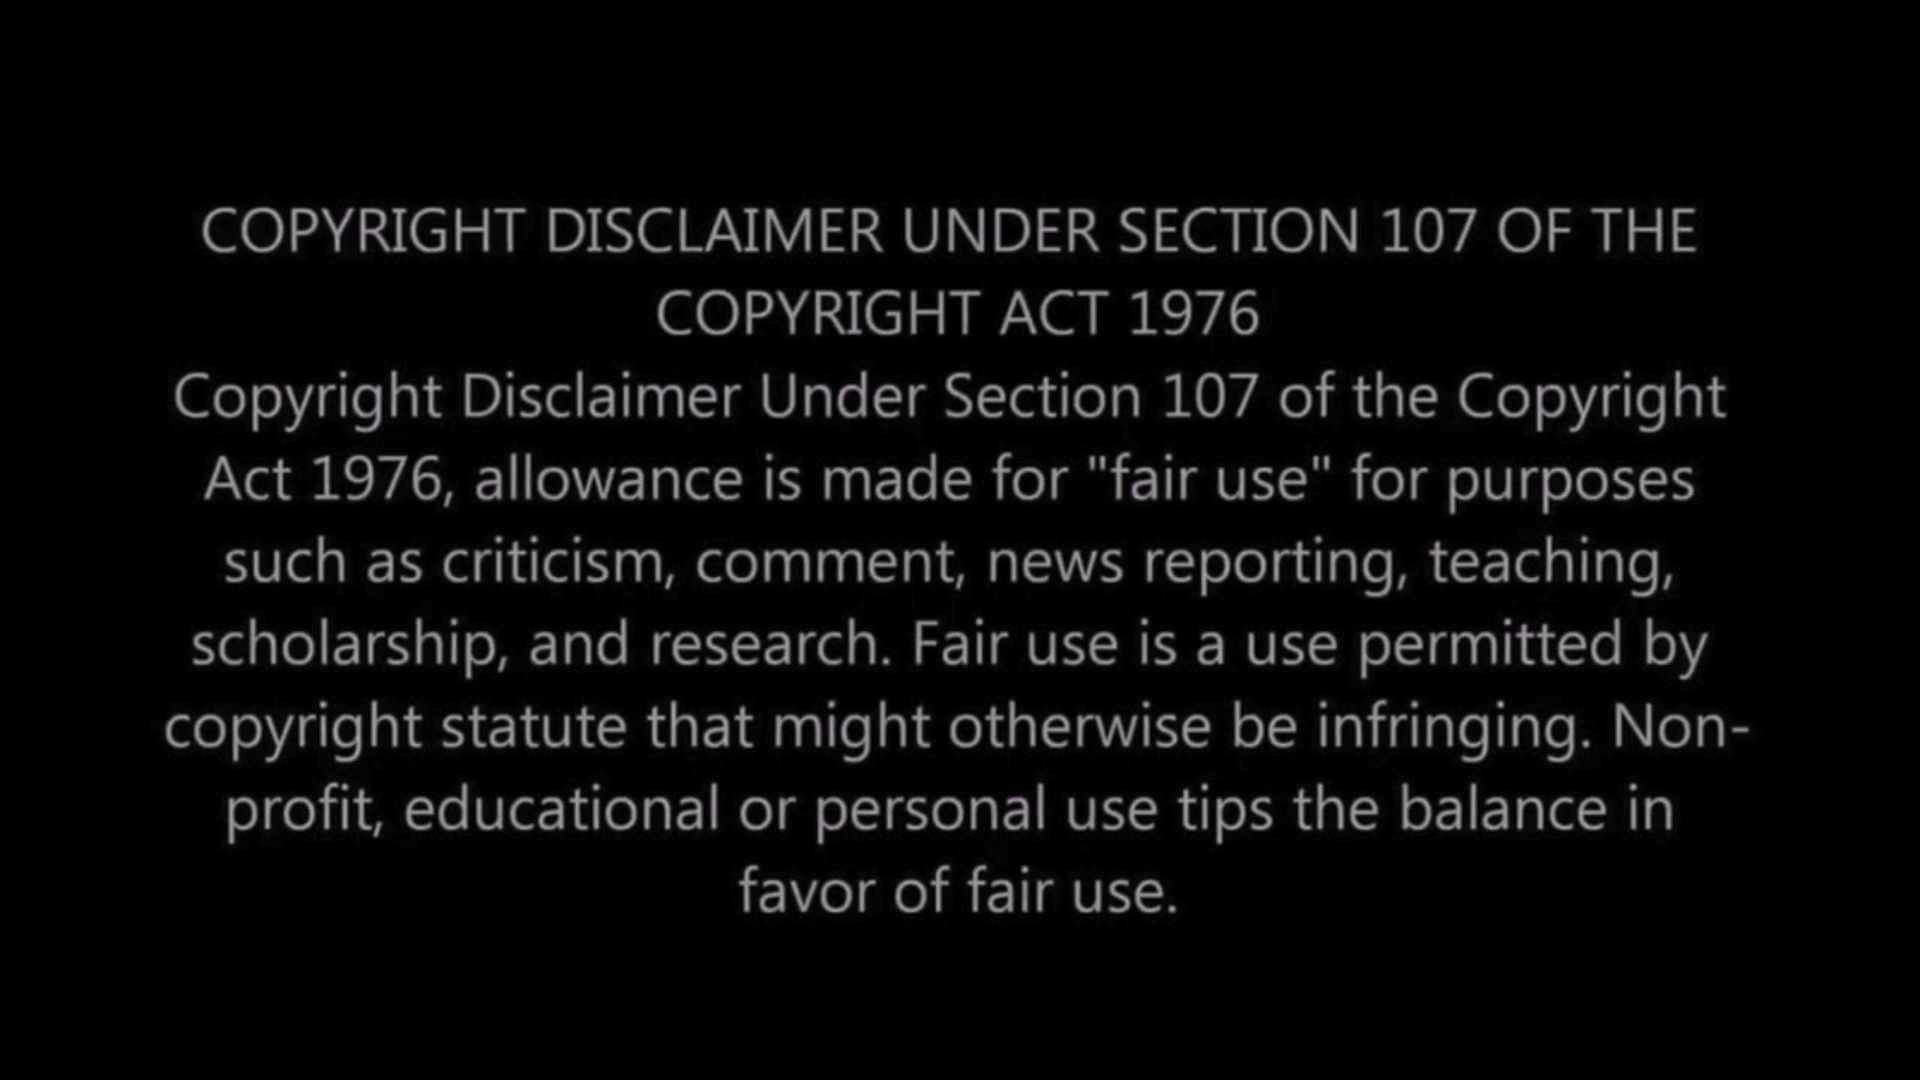 COPYRIGHT DISCLAIMER UNDER SECTION 107 OF THE
COPYRIGHT ACT 1976
Copyright Disclaimer Under Section 107 of the Copyright
Act 1976, allowance is made for "fair use" for purposes
such as criticism, comment, news reporting, teaching,
scholarship, and research. Fair use is a use permitted by
copyright statute that might otherwise be infringing. Non-
profit, educational or personal use tips the balance in
favor of fair use.